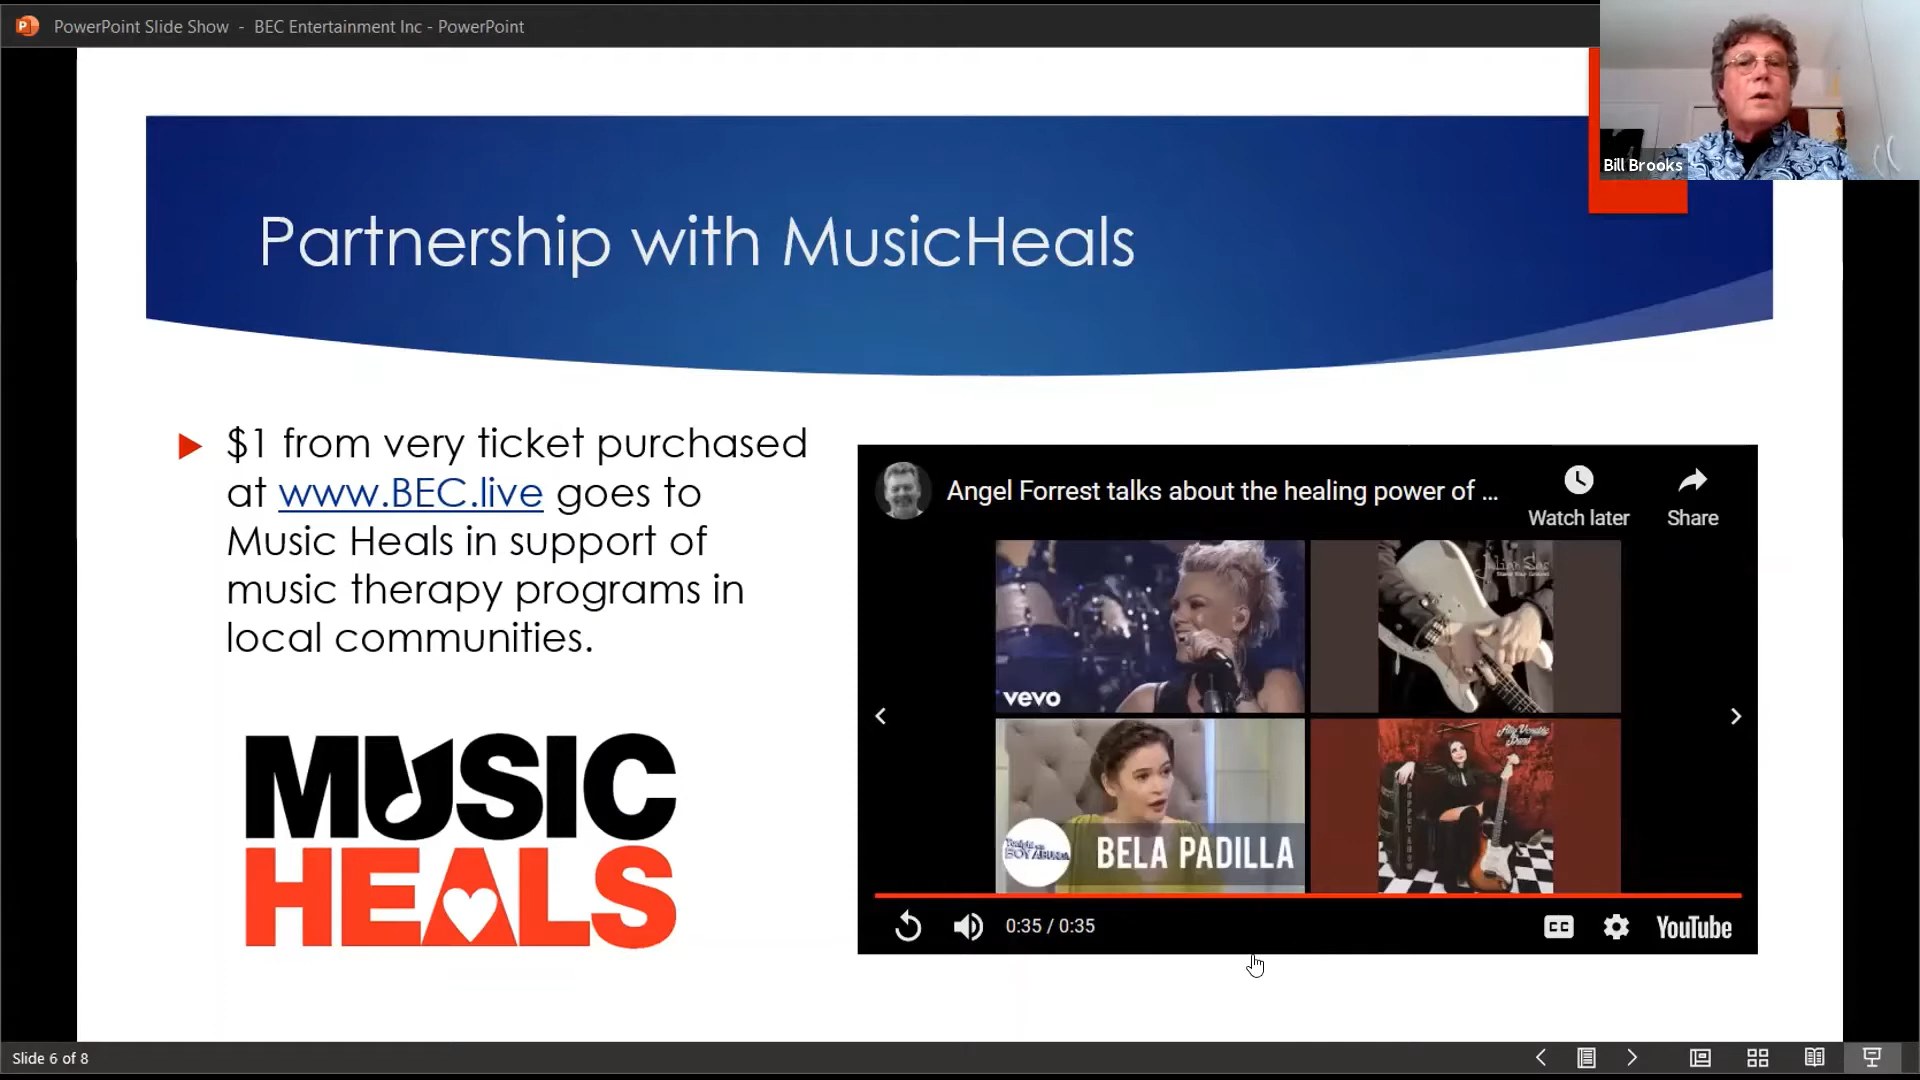 PowerPoint Slide Show - BEC Entertainment Inc - PowerPoint
Bill Brooks
Partnership with MusicHeals
$1 from very ticket purchased
at www.BEC.live goes to
Music Heals in support of
music therapy programs in
local communities.
MUSIC
HEALS
Angel Forrest talks about the healing power of ...
Watch later
Share
vevo
BELA PADILLA
0:35 / 0:35
CC
YouTube
Slide 6 of 8